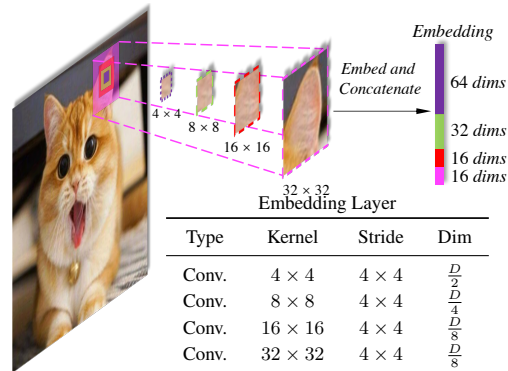 Embedding
Embed and
Concatenate
64 dims
32 dims
16 dims
16 dims
4 × 4
8 × 8
16 × 16
32 × 32
Embedding Layer
Type Kernel Stride Dim
Conv. 4 × 4 4 × 4 D/2
Conv. 8 × 8 4 × 4 D/4
Conv. 16 × 16 4 × 4 D/8
Conv. 32 × 32 4 × 4 D/8